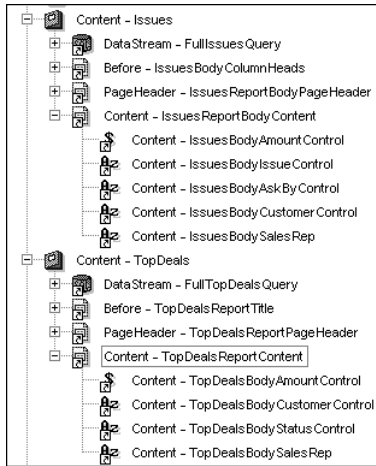 Content - Issues
DataStream - FullIssuesQuery
Before - IssuesBodyColumnHeads
PageHeader - IssuesReportBodyPageHeader
Content - IssuesReportBodyContent
Content - IssuesBodyAmountControl
Content - IssuesBodyIssueControl
Content - IssuesBodyAskByControl
Content - IssuesBodyCustomerControl
Content - IssuesBodySalesRep
Content - TopDeals
DataStream - FullTopDealsQuery
Before - TopDealsReportTitle
PageHeader - TopDealsReportPageHeader
Content - TopDealsReportContent
Content - TopDealsBodyAmountControl
Content - TopDealsBodyCustomerControl
Content - TopDealsBodyStatusControl
Content - TopDealsBodySalesRep